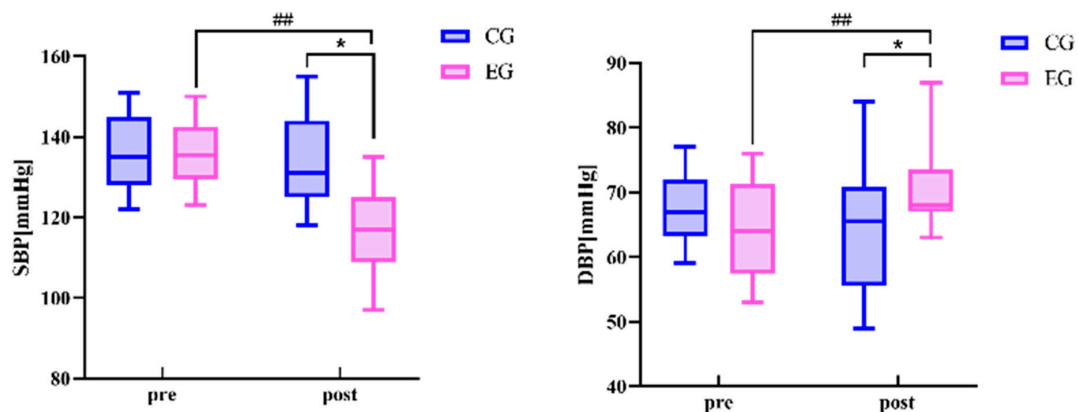 ##
*
CG
EG
160
140
120
100
80
SBP[mmHg]
pre
post
##
*
CG
EG
90
80
70
60
50
40
DBP[mmHg]
pre
post